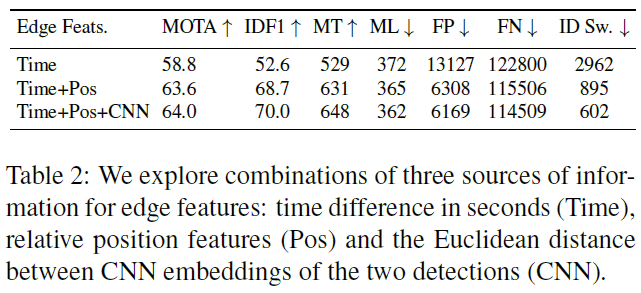 Edge Feats. MOTA ↑ IDF1 ↑ MT ↑ ML ↓ FP ↓ FN ↓ ID Sw. ↓
Time 58.8 52.6 529 372 13127 122800 2962
Time+Pos 63.6 68.7 631 365 6308 115506 895
Time+Pos+CNN 64.0 70.0 648 362 6169 114509 602
Table 2: We explore combinations of three sources of infor-
mation for edge features: time difference in seconds (Time),
relative position features (Pos) and the Euclidean distance
between CNN embeddings of the two detections (CNN).